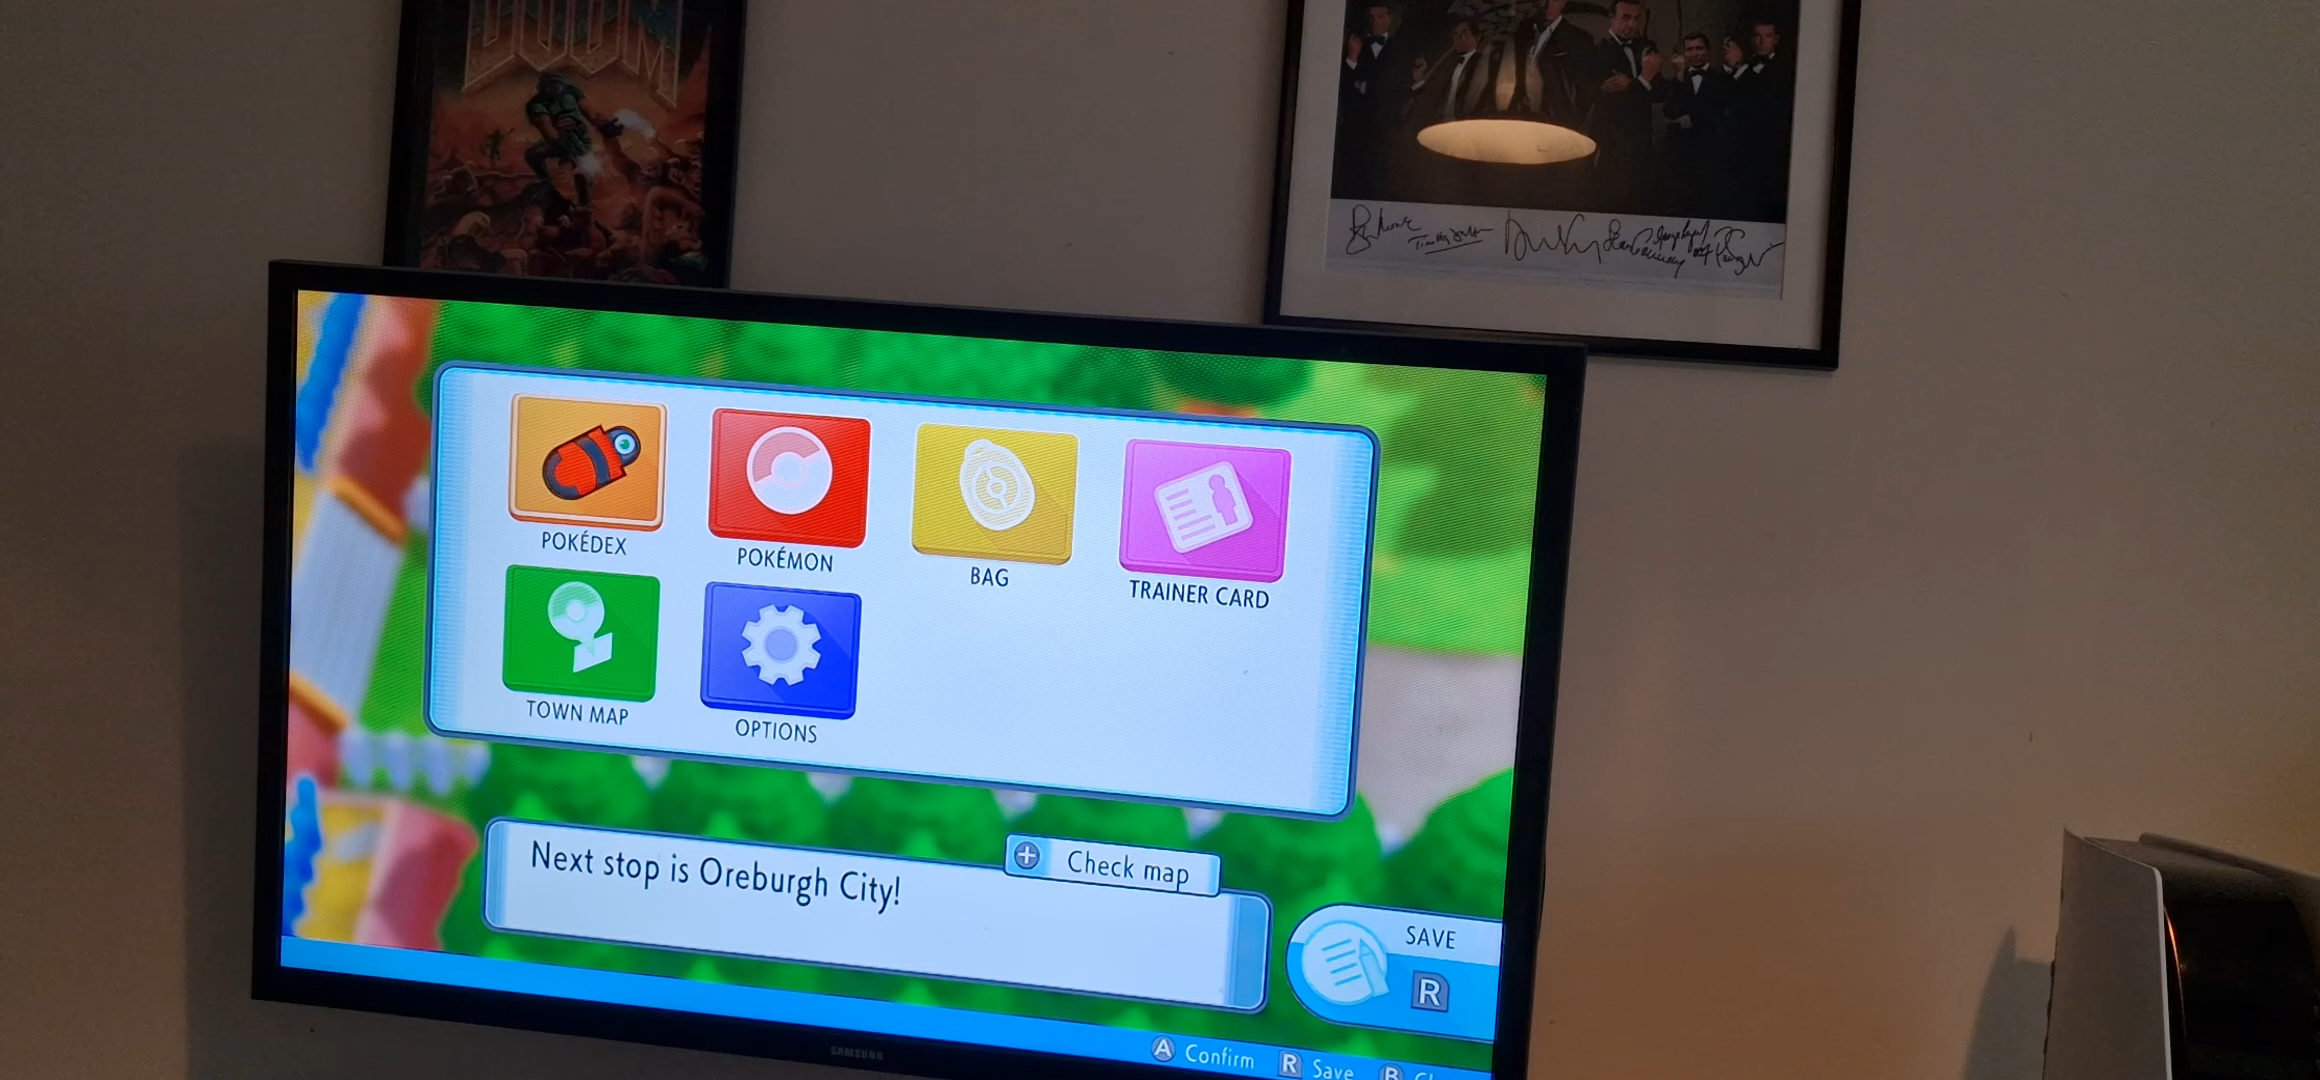 DOOM
POKÉDEX
POKÉMON
BAG
TRAINER CARD
TOWN MAP
OPTIONS
Check map
Next stop is Oreburgh City!
SAVE
R
SAMSUNG
A Confirm R Save B